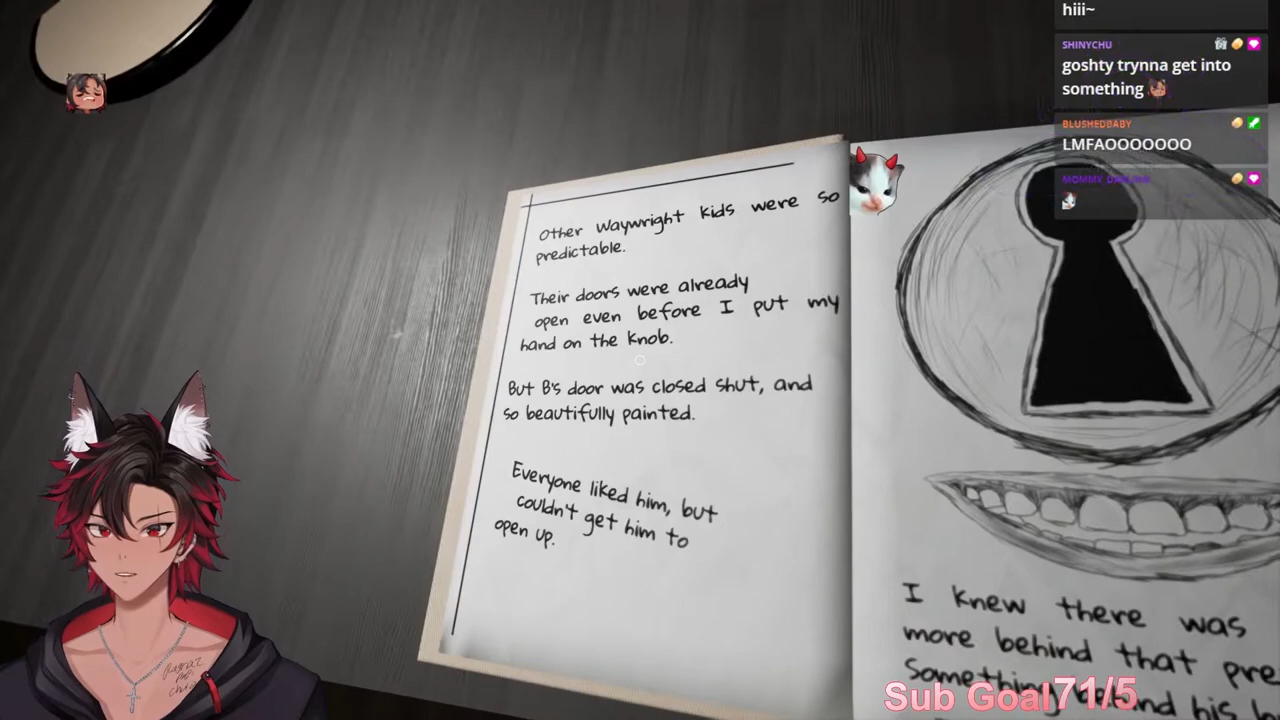 hiii~
SHINYCHU
goshty trynna get into
something
BLUSHEDBABY
LMFAOOOOOOO
Other Waywright kids were so
predictable.
Their doors were already
open even before I put my
hand on the knob.
But B's door was closed shut, and
so beautifully painted.
Everyone liked him, but
couldn't get him to
open up.
I knew there was
more behind that
Something behind his
Sub Goal 71/5